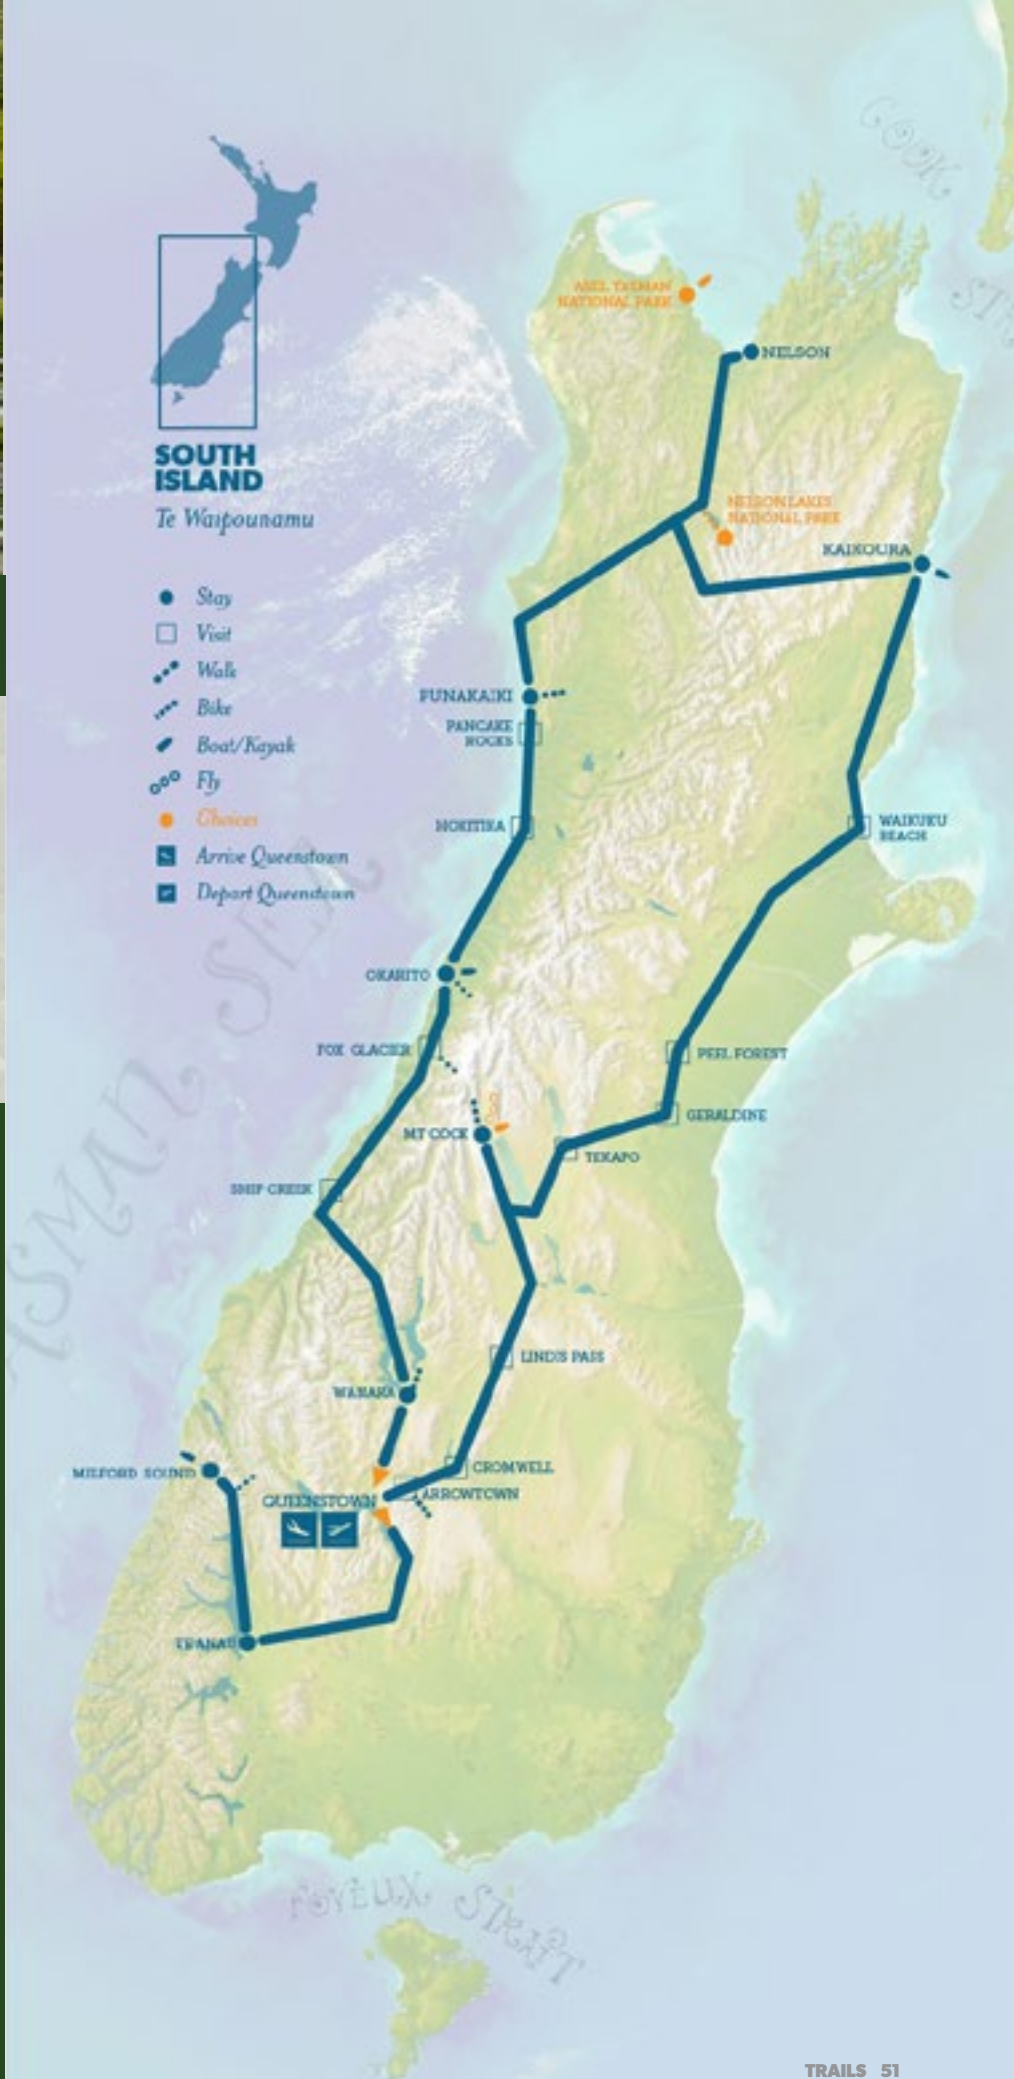 COOK
STR
ABEL TASMAN
NATIONAL PARK
NELSON
SOUTH
ISLAND
Te Waipounamu
NELSON LAKES
NATIONAL PARK
KAIKOURA
Stay
Visit
Walk
Bike
Boat/Kayak
Fly
Choices
Arrive Queenstown
Depart Queenstown
PUNAKAIKI
PANCAKE
ROCKS
HOKITIKA
WAIKUKU
BEACH
ASMAN SEA
OKARITO
FOX GLACIER
PEEL FOREST
GERALDINE
MT COOK
TEKAPO
SHIP CREEK
LINDIS PASS
WANAKA
MILFORD SOUND
CROMWELL
ARROWTOWN
QUEENSTOWN
TE ANAU
FOVEUX STRAIT
TRAILS 51